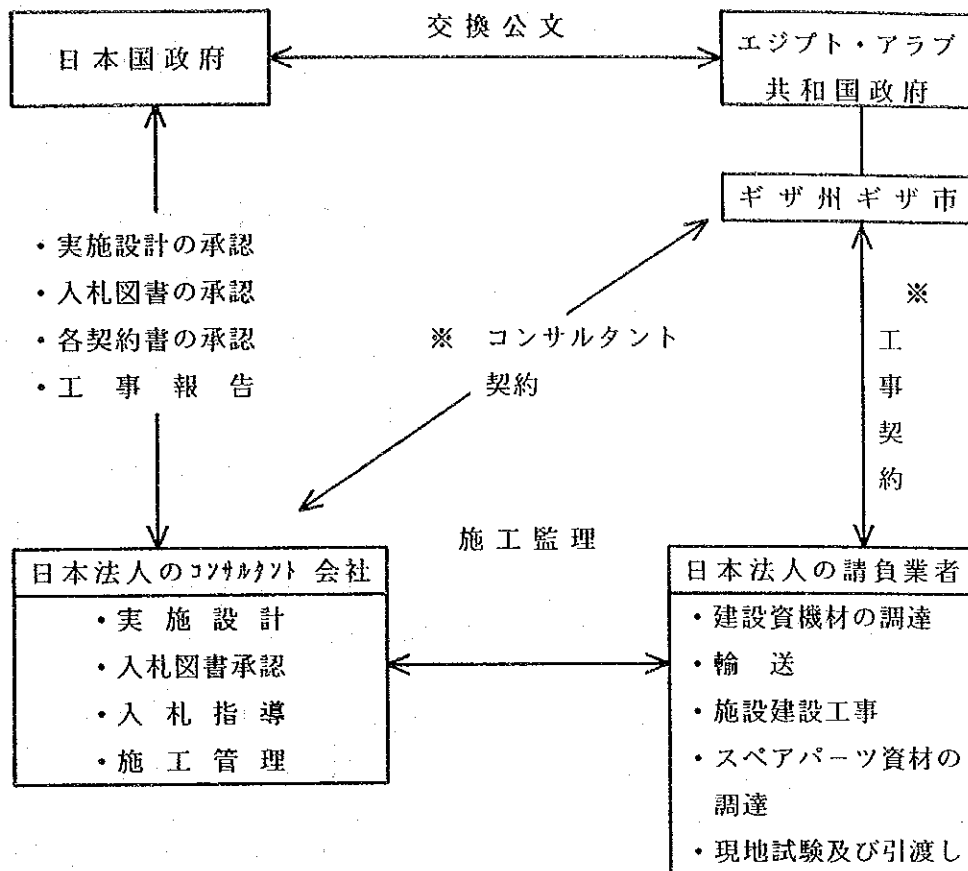 交換公文
日本国政府
エジプト・アラブ
共和国政府
ギザ州ギザ市
・実施設計の承認
・入札図書の承認
・各契約書の承認
・工事報告
※ コンサルタント
契約
※
工事契約
施工監理
日本法人のコンサルタント会社
・実施設計
・入札図書承認
・入札指導
・施工管理
日本法人の請負業者
・建設資機材の調達
・輸送
・施設建設工事
・スペアパーツ資材の
調達
・現地試験及び引渡し